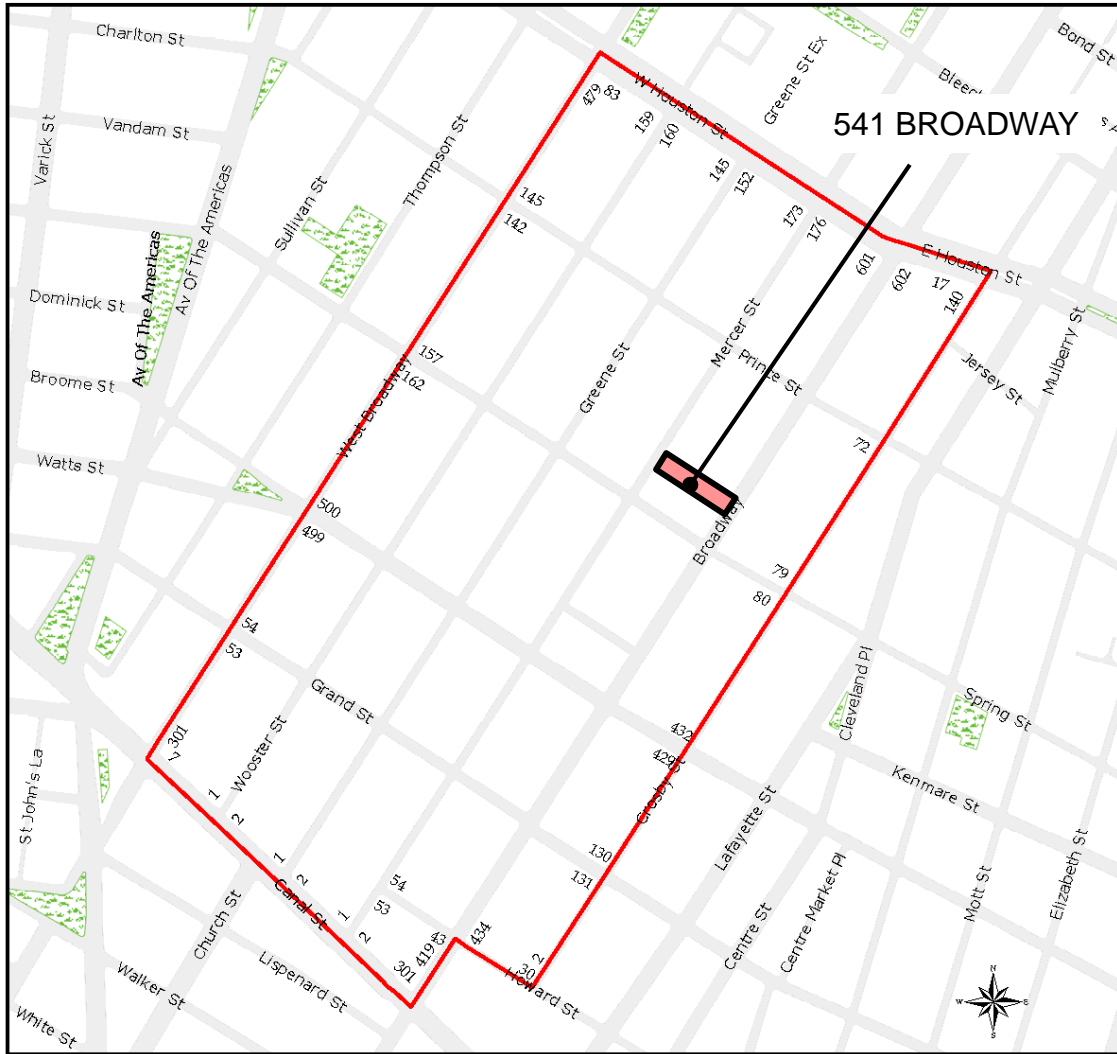 Charlton St
Bond St
Greene St Ex
Bleec
W Houston St
479
83
541 BROADWAY
Vandam St
Varick St
Thompson St
159
160
145
152
Sullivan St
Av Of The Americas
Av Of The Americas
145
142
173
176
601
602
E Houston St
17
140
Dominick St
Mercer St
Mulberry St
Jersey St
Prince St
157
162
Greene St
Broome St
West Broadway
72
Watts St
500
499
Broadway
79
80
54
53
Cleveland Pl
Spring St
Grand St
301
7
Wooster St
432
429
Crosby St
Kenmare St
St John's La
Lafayette St
1
2
1
2
130
131
54
53
Canal St
1
2
Church St
Mott St
Elizabeth St
Centre Market Pl
Centre St
43
434
419
301
2
30
Howard St
Lispenard St
Walker St
White St
N
W
E
S